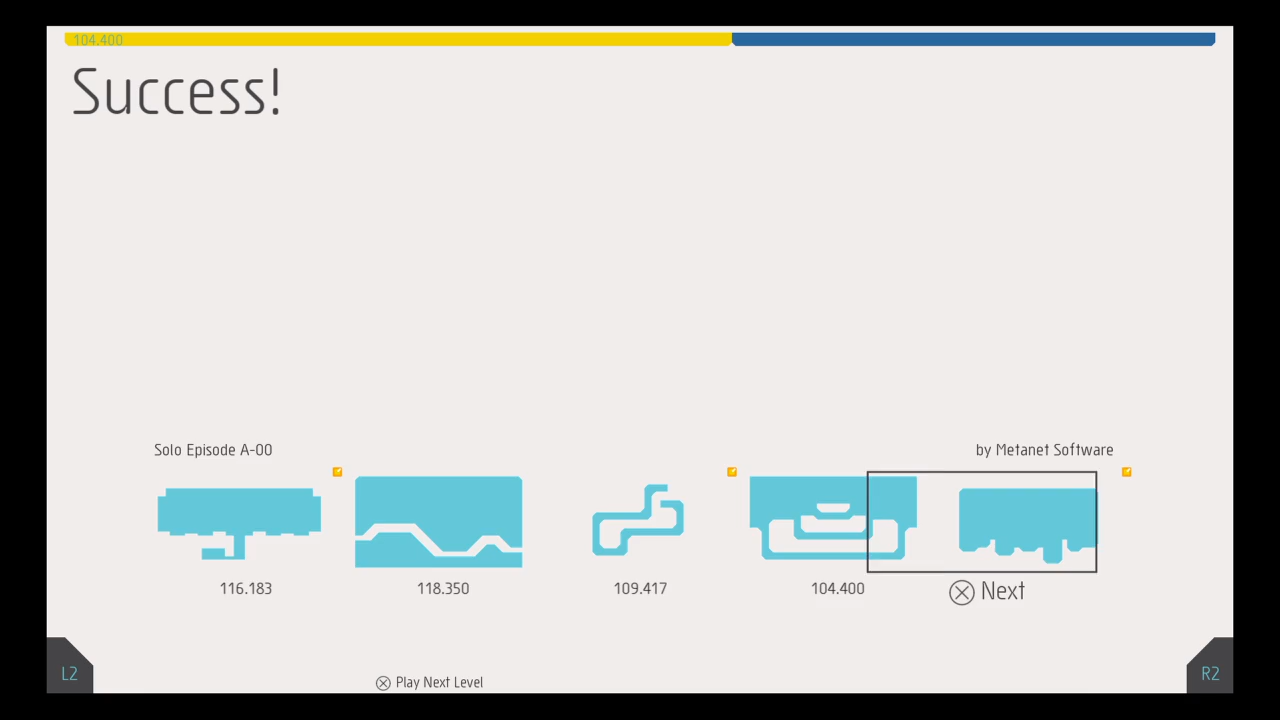 104.400
Success!
Solo Episode A-00
by Metanet Software
116.183
118.350
109.417
104.400
Next
L2
R2
Play Next Level